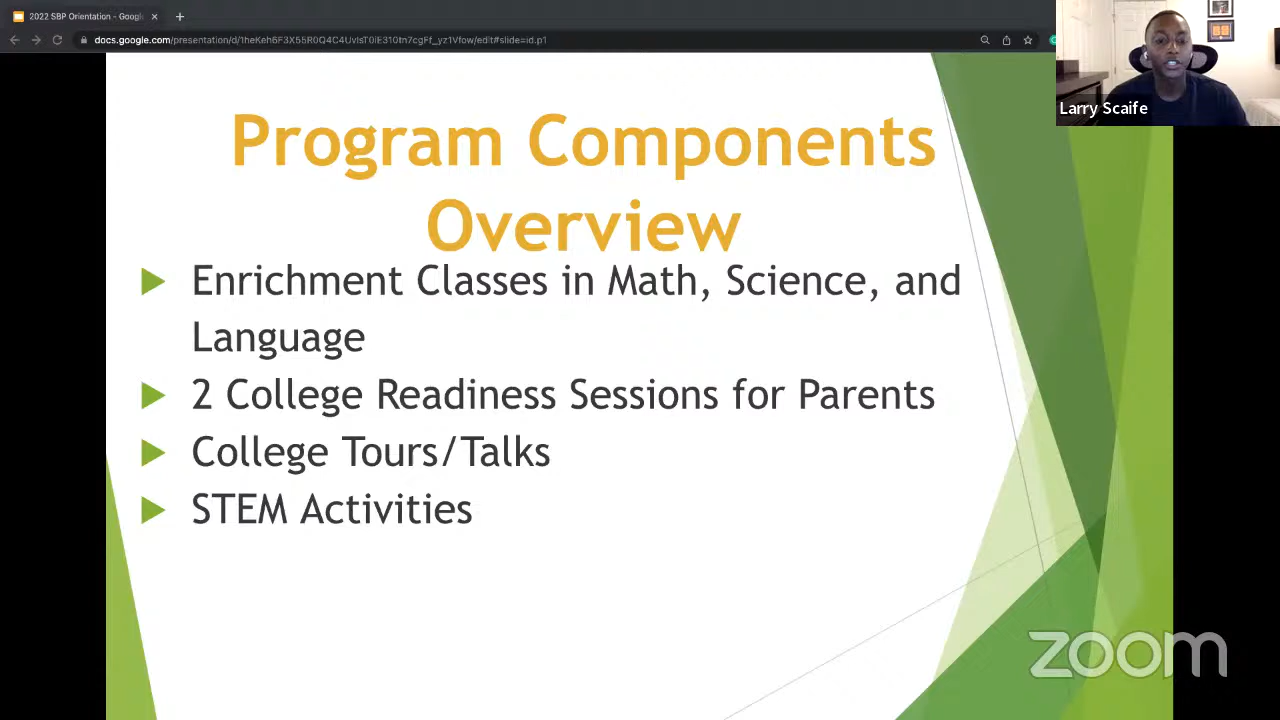 2022 SBP Orientation - Googl
docs.google.com/presentation/d/
Larry Scaife
Program Components
Overview
Enrichment Classes in Math, Science, and
Language
2 College Readiness Sessions for Parents
College Tours/Talks
STEM Activities
zoom